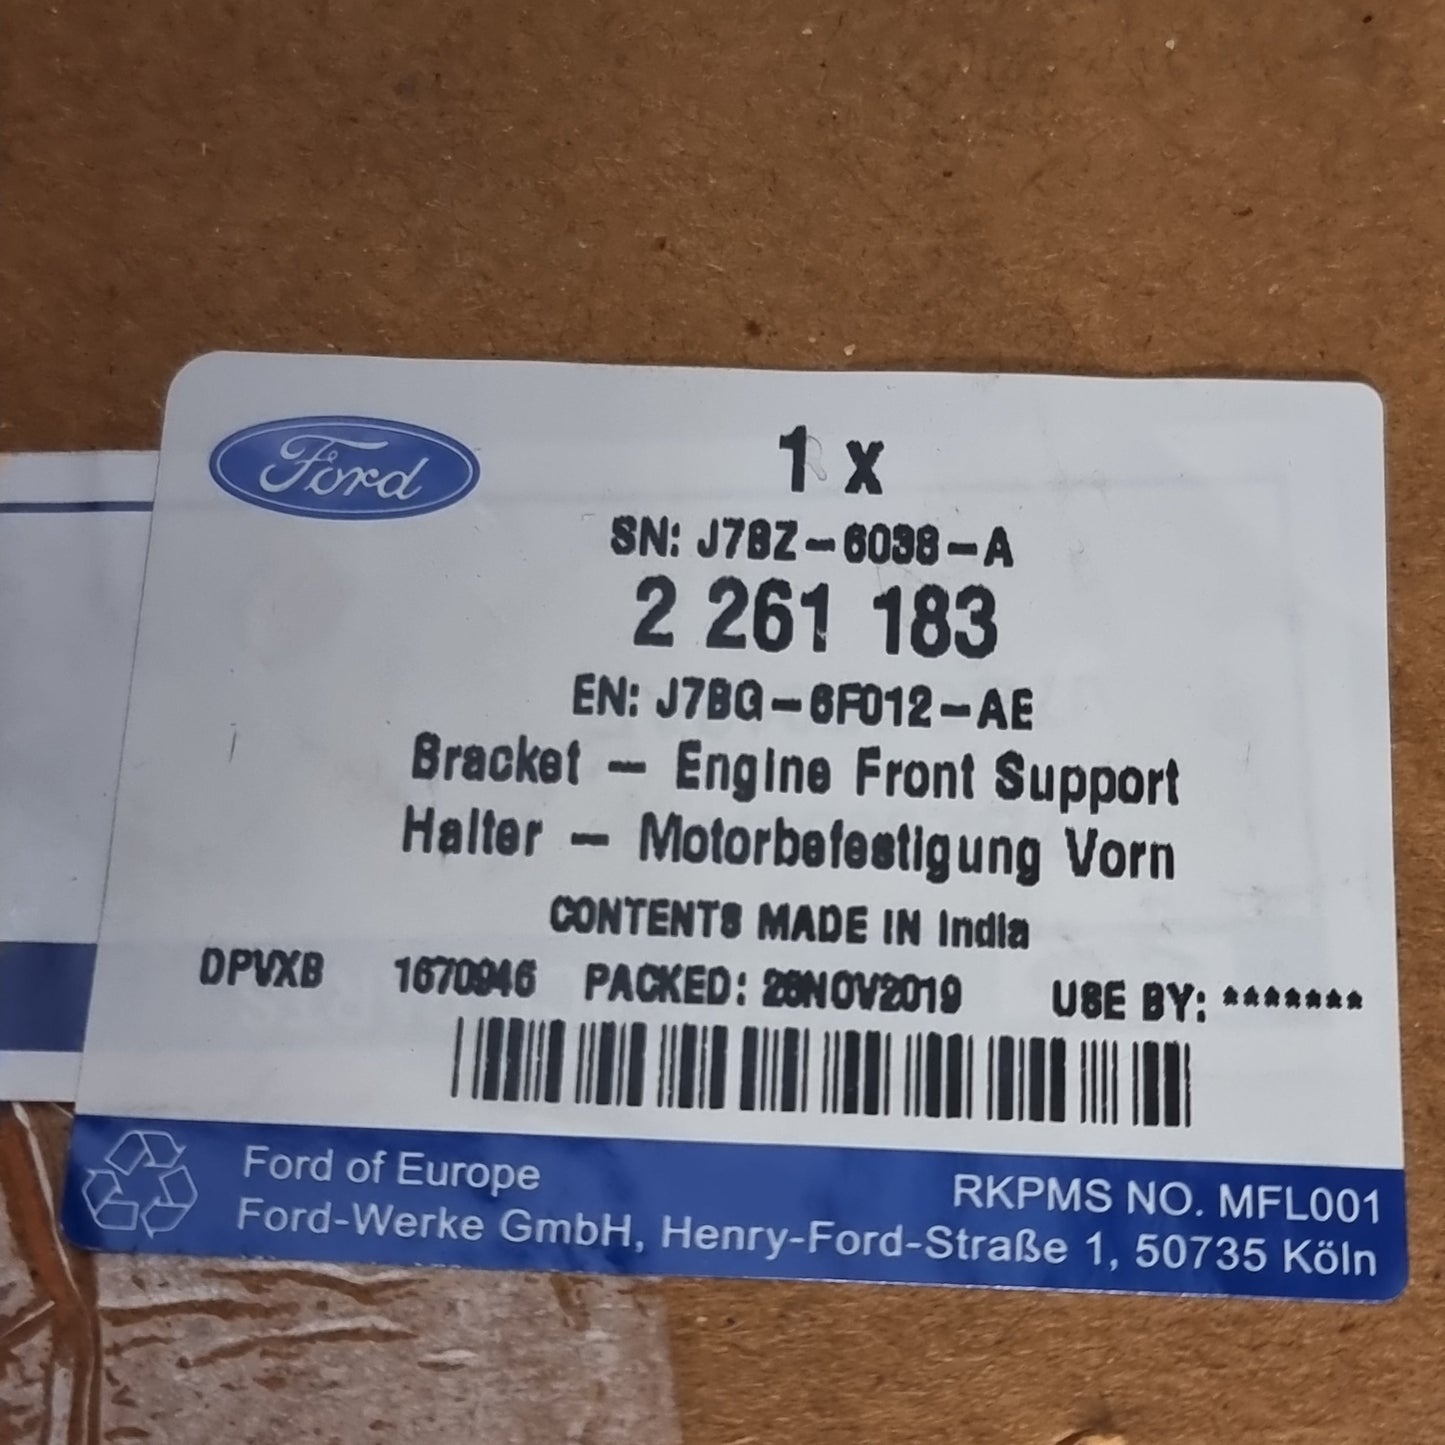 Ford
1 x
SN: J7BZ-6038-A
2 261 183
EN: J7BG-6F012-AE
Bracket - Engine Front Support
Halter - Motorbefestigung Vorn
CONTENTS MADE IN India
DPVXB 1670946 PACKED: 26NOV2019 USE BY: *******
Ford of Europe
RKPMS NO. MFL001
Ford-Werke GmbH, Henry-Ford-Straße 1, 50735 Köln